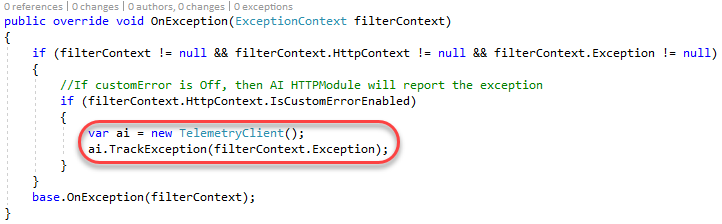 0 references | 0 changes | 0 authors, 0 changes | 0 exceptions
public override void OnException(ExceptionContext filterContext)
{
if (filterContext != null && filterContext.HttpContext != null && filterContext.Exception != null)
{
//If customError is Off, then AI HTTPModule will report the exception
if (filterContext.HttpContext.IsCustomErrorEnabled)
{
var ai = new TelemetryClient();
ai.TrackException(filterContext.Exception);
}
}
base.OnException(filterContext);
}